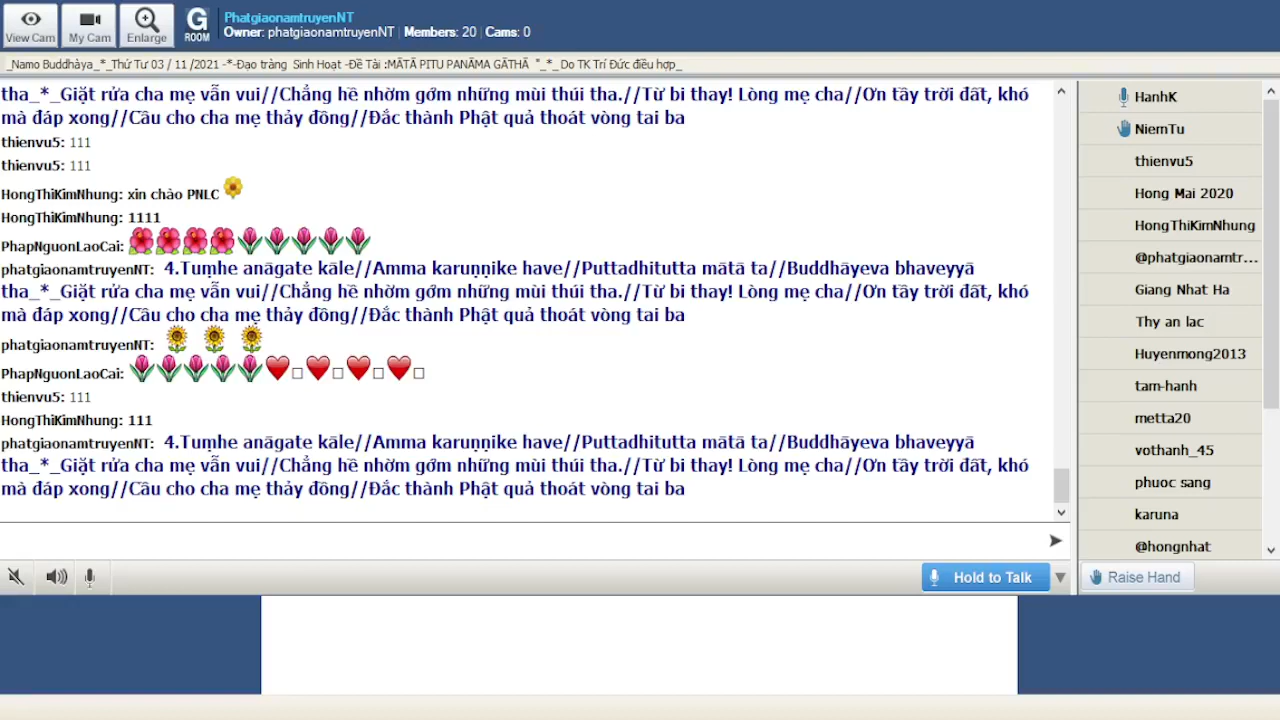 View Cam
My Cam
Enlarge
G
ROOM
PhatgiaonamtruyenNT
Owner: phatgiaonamtruyenNT | Members: 20 | Cams: 0
_Namo Buddhàya_*_Thứ Tư 03 / 11 /2021 -*-Đạo tràng Sinh Hoạt -Đề Tài :MĀTĀ PITU PANĀMA GĀTHĀ "_*_ Do TK Trí Đức điều hợp_
tha_*_Giặt rửa cha mẹ vẫn vui//Chẳng hề nhờm gớm những mùi thúi tha.//Từ bi thay! Lòng mẹ cha//Ơn tầy trời đất, khó
mà đáp xong//Cầu cho cha mẹ thảy đồng//Đắc thành Phật quả thoát vòng tai ba
thienvu5: 111
thienvu5: 111
HongThiKimNhung: xin chào PNLC
HongThiKimNhung: 1111
PhapNguonLaoCai:
phatgiaonamtruyenNT: 4.Tuṃhe anāgate kāle//Amma karuṇṇike have//Puttadhitutta mātā ta//Buddhāyeva bhaveyyā
tha_*_Giặt rửa cha mẹ vẫn vui//Chẳng hề nhờm gớm những mùi thúi tha.//Từ bi thay! Lòng mẹ cha//Ơn tầy trời đất, khó
mà đáp xong//Cầu cho cha mẹ thảy đồng//Đắc thành Phật quả thoát vòng tai ba
phatgiaonamtruyenNT:
PhapNguonLaoCai:
thienvu5: 111
HongThiKimNhung: 111
phatgiaonamtruyenNT: 4.Tuṃhe anāgate kāle//Amma karuṇṇike have//Puttadhitutta mātā ta//Buddhāyeva bhaveyyā
tha_*_Giặt rửa cha mẹ vẫn vui//Chẳng hề nhờm gớm những mùi thúi tha.//Từ bi thay! Lòng mẹ cha//Ơn tầy trời đất, khó
mà đáp xong//Cầu cho cha mẹ thảy đồng//Đắc thành Phật quả thoát vòng tai ba
Hold to Talk
HanhK
NiemTu
thienvu5
Hong Mai 2020
HongThiKimNhung
@phatgiaonamtr...
Giang Nhat Ha
Thy an lac
Huyenmong2013
tam-hanh
metta20
vothanh_45
phuoc sang
karuna
@hongnhat
Raise Hand